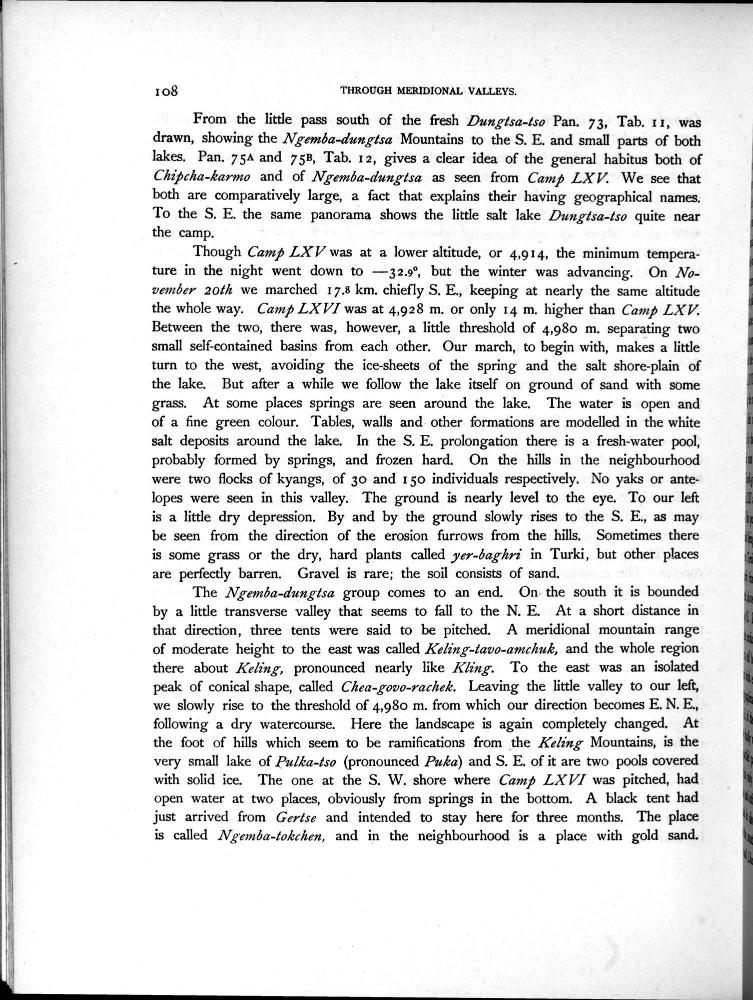 108
THROUGH MERIDIONAL VALLEYS.
From the little pass south of the fresh Dungtsa-tso Pan. 73, Tab. 11, was
drawn, showing the Ngemba-dungtsa Mountains to the S. E. and small parts of both
lakes. Pan. 75A and 75B, Tab. 12, gives a clear idea of the general habitus both of
Chipcha-karmo and of Ngemba-dungtsa as seen from Camp LXV. We see that
both are comparatively large, a fact that explains their having geographical names.
To the S. E. the same panorama shows the little salt lake Dungtsa-tso quite near
the camp.
Though Camp LXV was at a lower altitude, or 4,914, the minimum tempera-
ture in the night went down to —32.9°, but the winter was advancing. On No-
vember 20th we marched 17.8 km. chiefly S. E., keeping at nearly the same altitude
the whole way. Camp LXVI was at 4,928 m. or only 14 m. higher than Camp LXV.
Between the two, there was, however, a little threshold of 4,980 m. separating two
small self-contained basins from each other. Our march, to begin with, makes a little
turn to the west, avoiding the ice-sheets of the spring and the salt shore-plain of
the lake. But after a while we follow the lake itself on ground of sand with some
grass. At some places springs are seen around the lake. The water is open and
of a fine green colour. Tables, walls and other formations are modelled in the white
salt deposits around the lake. In the S. E. prolongation there is a fresh-water pool,
probably formed by springs, and frozen hard. On the hills in the neighbourhood
were two flocks of kyangs, of 30 and 150 individuals respectively. No yaks or ante-
lopes were seen in this valley. The ground is nearly level to the eye. To our left
is a little dry depression. By and by the ground slowly rises to the S. E., as may
be seen from the direction of the erosion furrows from the hills. Sometimes there
is some grass or the dry, hard plants called yer-baghri in Turki, but other places
are perfectly barren. Gravel is rare; the soil consists of sand.
The Ngemba-dungtsa group comes to an end. On the south it is bounded
by a little transverse valley that seems to fall to the N. E. At a short distance in
that direction, three tents were said to be pitched. A meridional mountain range
of moderate height to the east was called Keling-tavo-amchuk, and the whole region
there about Keling, pronounced nearly like Kling. To the east was an isolated
peak of conical shape, called Chea-govo-rachek. Leaving the little valley to our left,
we slowly rise to the threshold of 4,980 m. from which our direction becomes E. N. E.,
following a dry watercourse. Here the landscape is again completely changed. At
the foot of hills which seem to be ramifications from the Keling Mountains, is the
very small lake of Pulka-tso (pronounced Puka) and S. E. of it are two pools covered
with solid ice. The one at the S. W. shore where Camp LXVI was pitched, had
open water at two places, obviously from springs in the bottom. A black tent had
just arrived from Gertse and intended to stay here for three months. The place
is called Ngemba-tokchen, and in the neighbourhood is a place with gold sand.